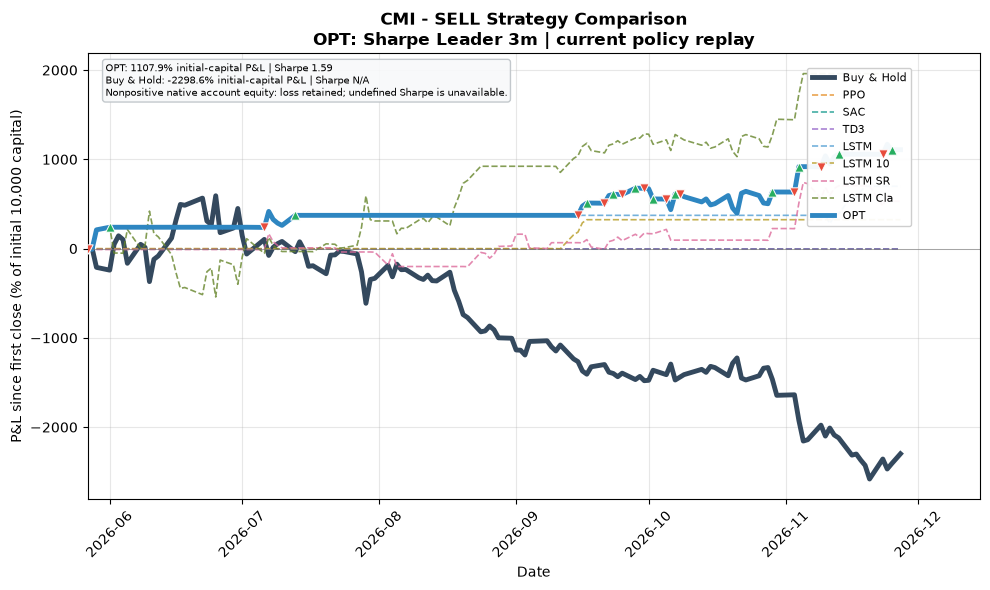 CMI - SELL Strategy Comparison
OPT: Sharpe Leader 3m | current policy replay
OPT: 1107.9% initial-capital P&L | Sharpe 1.59
Buy & Hold: -2298.6% initial-capital P&L | Sharpe N/A
Nonpositive native account equity: loss retained; undefined Sharpe is unavailable.
Buy & Hold
PPO
SAC
TD3
LSTM
LSTM 10
LSTM SR
LSTM Cla
OPT
P&L since first close (% of initial 10,000 capital)
2000
1000
0
−1000
−2000
2026-06
2026-07
2026-08
2026-09
2026-10
2026-11
2026-12
Date